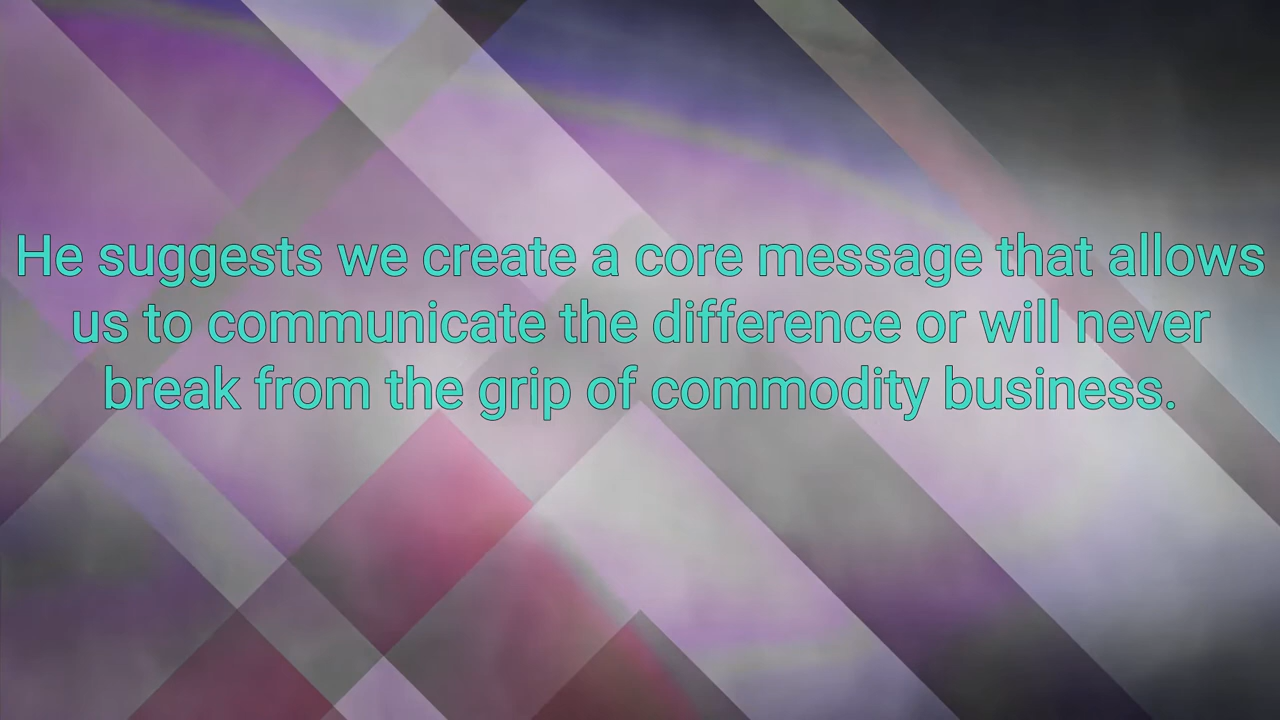 He suggests we create a core message that allows
us to communicate the difference or will never
break from the grip of commodity business.